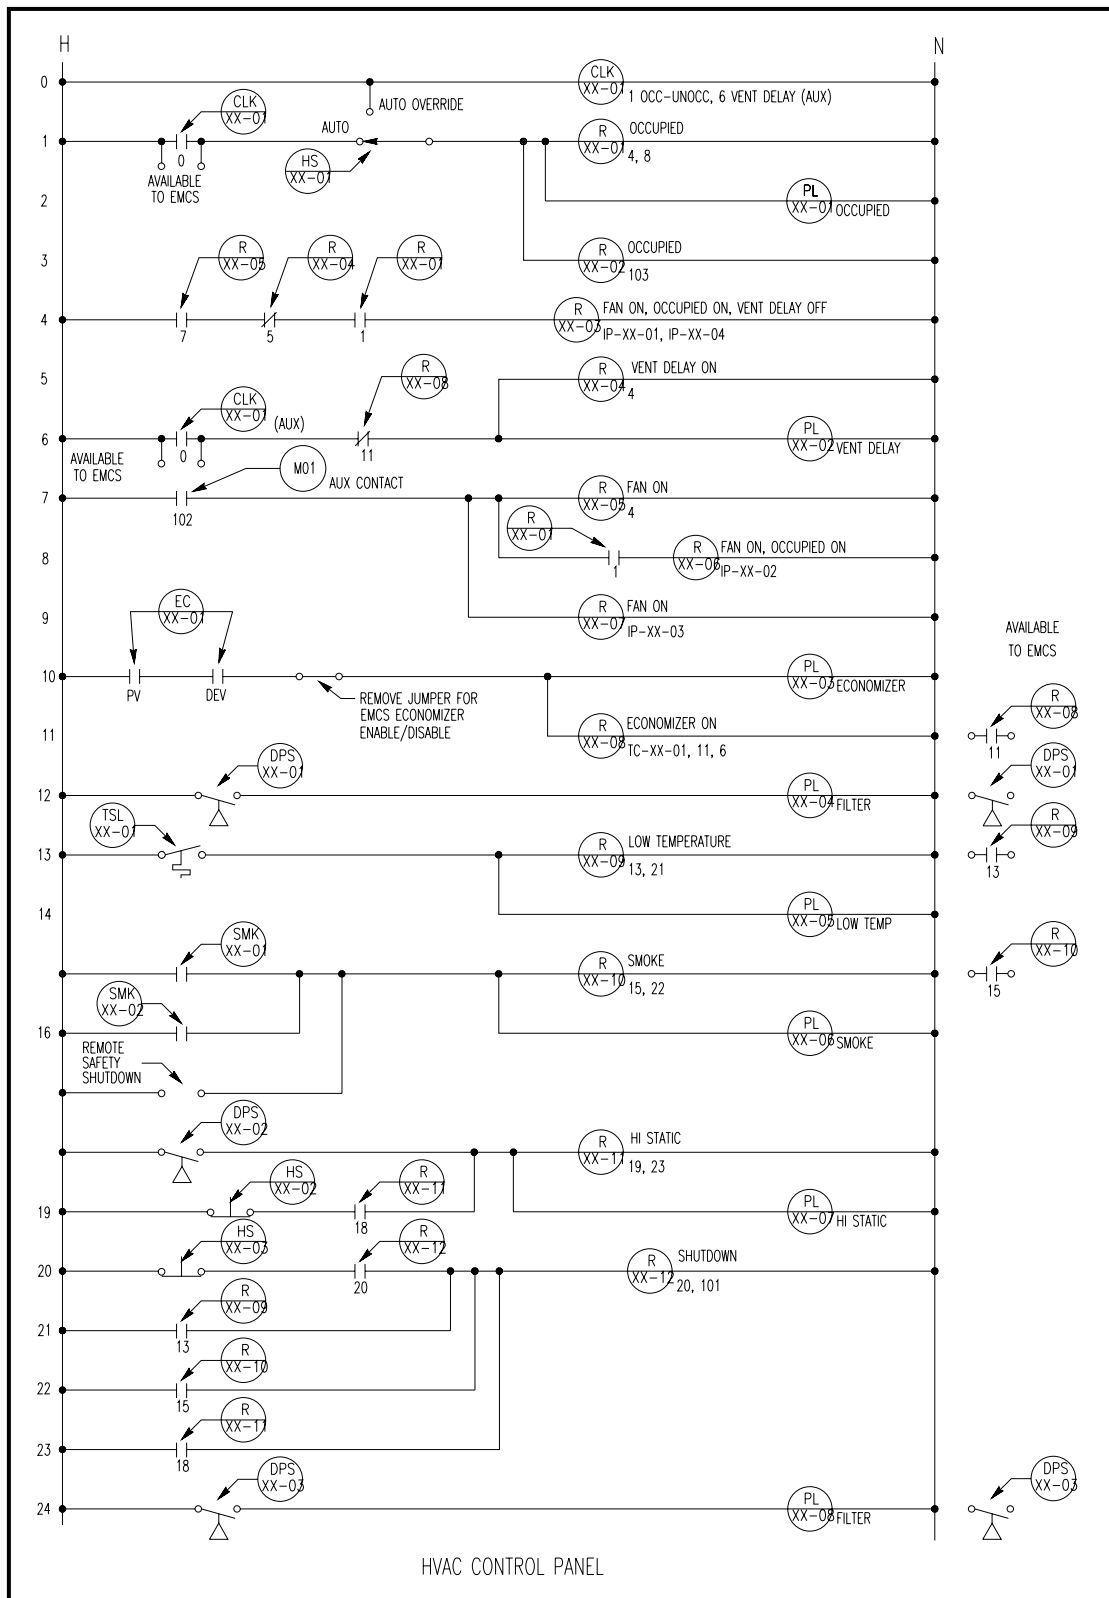 H N
0 CLK
XX-01 1 OCC-UNOCC, 6 VENT DELAY (AUX)
CLK
XX-01
AUTO OVERRIDE
AUTO
1 0 R
XX-01 OCCUPIED
4, 8
HS
XX-01
AVAILABLE
TO EMCS
2 PL
XX-01 OCCUPIED
3 R
XX-02 OCCUPIED
103
R
XX-05
R
XX-04
R
XX-01
4 7 5 1
R
XX-03 FAN ON, OCCUPIED ON, VENT DELAY OFF
IP-XX-01, IP-XX-04
5 R
XX-04 VENT DELAY ON
4
R
XX-08
CLK
XX-01 (AUX)
6 0 11
PL
XX-02 VENT DELAY
AVAILABLE
TO EMCS
M01
AUX CONTACT
7 102
R
XX-05 FAN ON
4
R
XX-01
8 1
R
XX-06 FAN ON, OCCUPIED ON
IP-XX-02
9 R
XX-07 FAN ON
IP-XX-03
EC
XX-01
AVAILABLE
TO EMCS
10 PV DEV
PL
XX-03 ECONOMIZER
REMOVE JUMPER FOR
EMCS ECONOMIZER
ENABLE/DISABLE
11 R
XX-08 ECONOMIZER ON
TC-XX-01, 11, 6
R
XX-08
11
DPS
XX-01
12 PL
XX-04 FILTER
DPS
XX-01
TSL
XX-01
13 R
XX-09 LOW TEMPERATURE
13, 21
R
XX-09
13
14 PL
XX-05 LOW TEMP
SMK
XX-01
R
XX-10 SMOKE
15, 22
R
XX-10
15
SMK
XX-02
16 PL
XX-06 SMOKE
REMOTE
SAFETY
SHUTDOWN
DPS
XX-02
R
XX-11 HI STATIC
19, 23
HS
XX-02
R
XX-11
19 18
PL
XX-07 HI STATIC
HS
XX-03
R
XX-12
20 20
R
XX-12 SHUTDOWN
20, 101
R
XX-09
21 13
R
XX-10
22 15
R
XX-11
23 18
DPS
XX-03
24 PL
XX-08 FILTER
DPS
XX-03
HVAC CONTROL PANEL